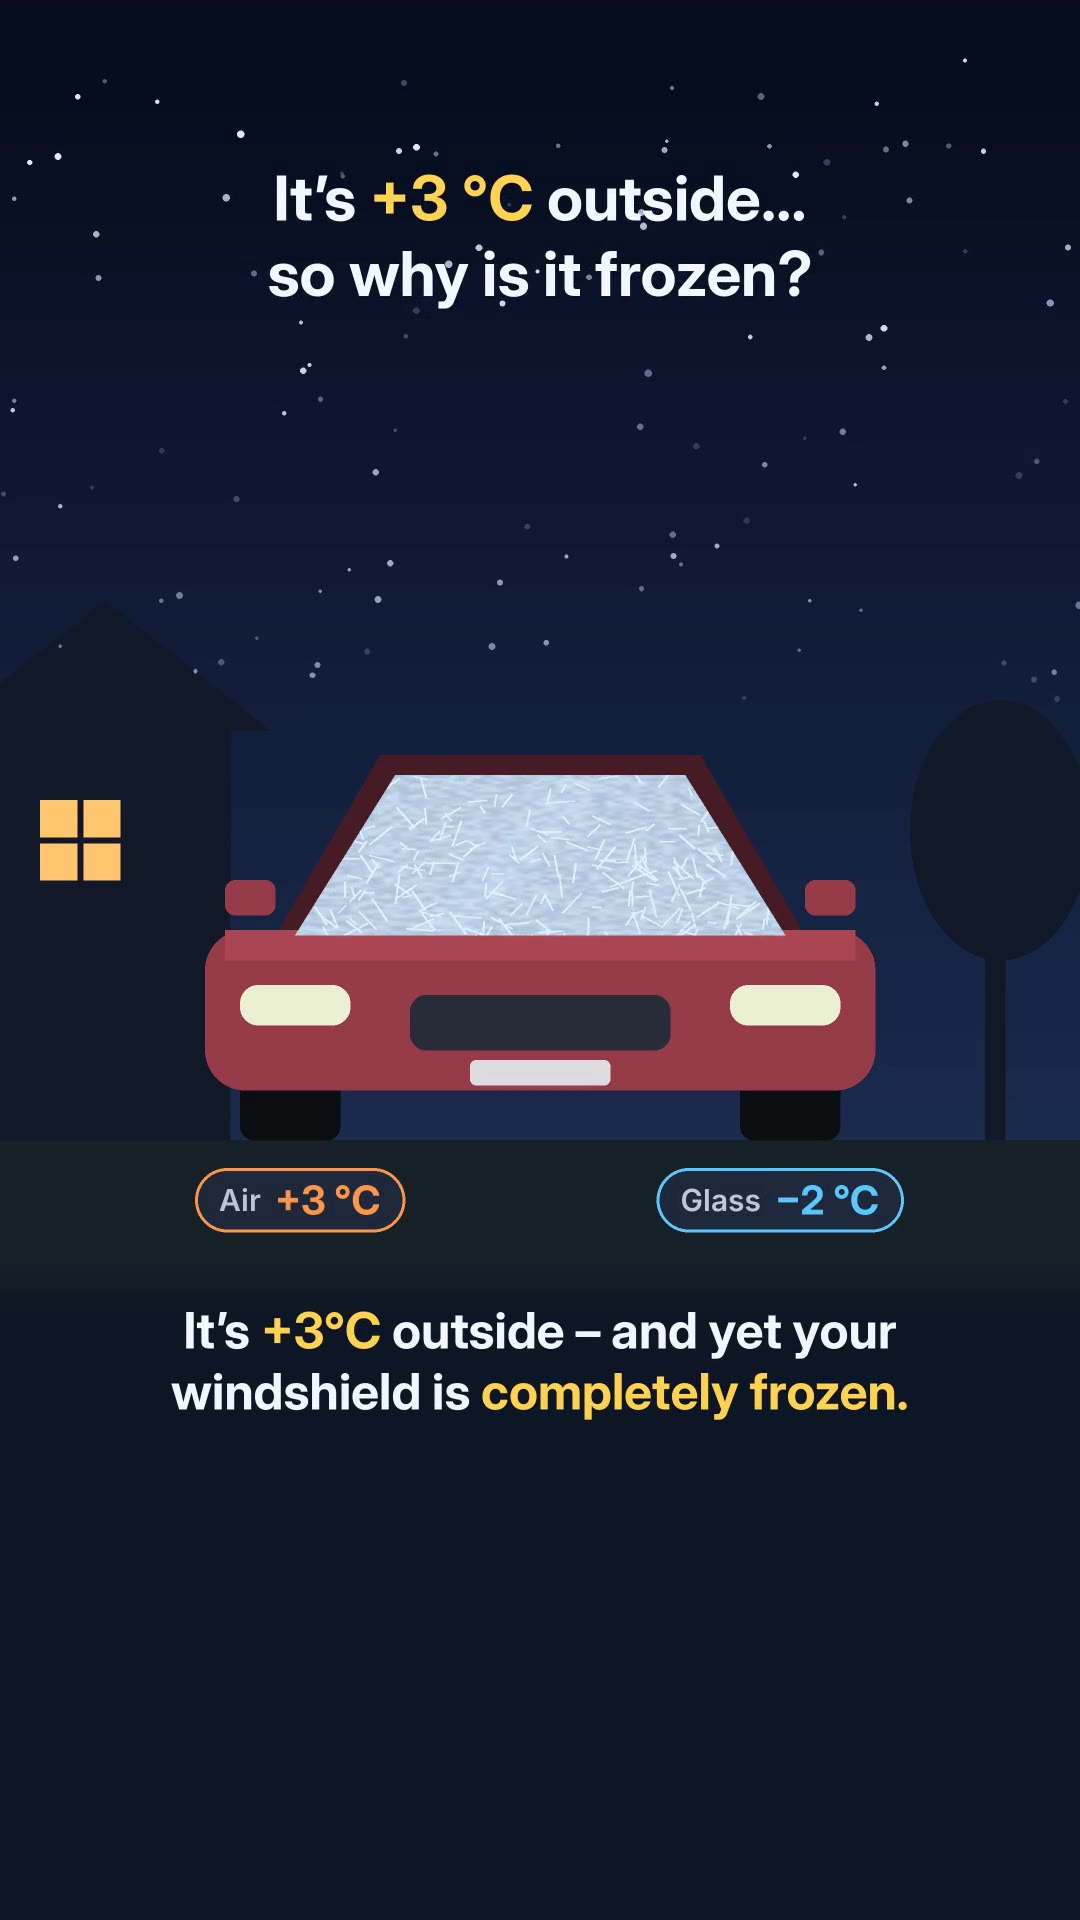 It’s +3 °C outside...
so why is it frozen?
Air +3 °C
Glass −2 °C
It’s +3°C outside – and yet your
windshield is completely frozen.